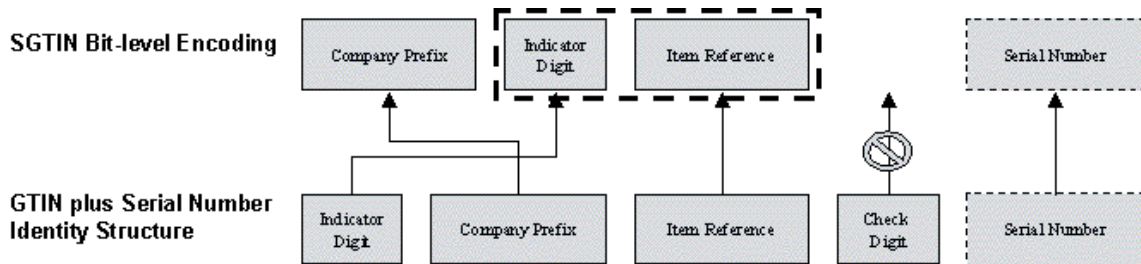 SGTIN Bit-level Encoding
Company Prefix
Indicator
Digit
Item Reference
Serial Number
GTIN plus Serial Number
Identity Structure
Indicator
Digit
Company Prefix
Item Reference
Check
Digit
Serial Number